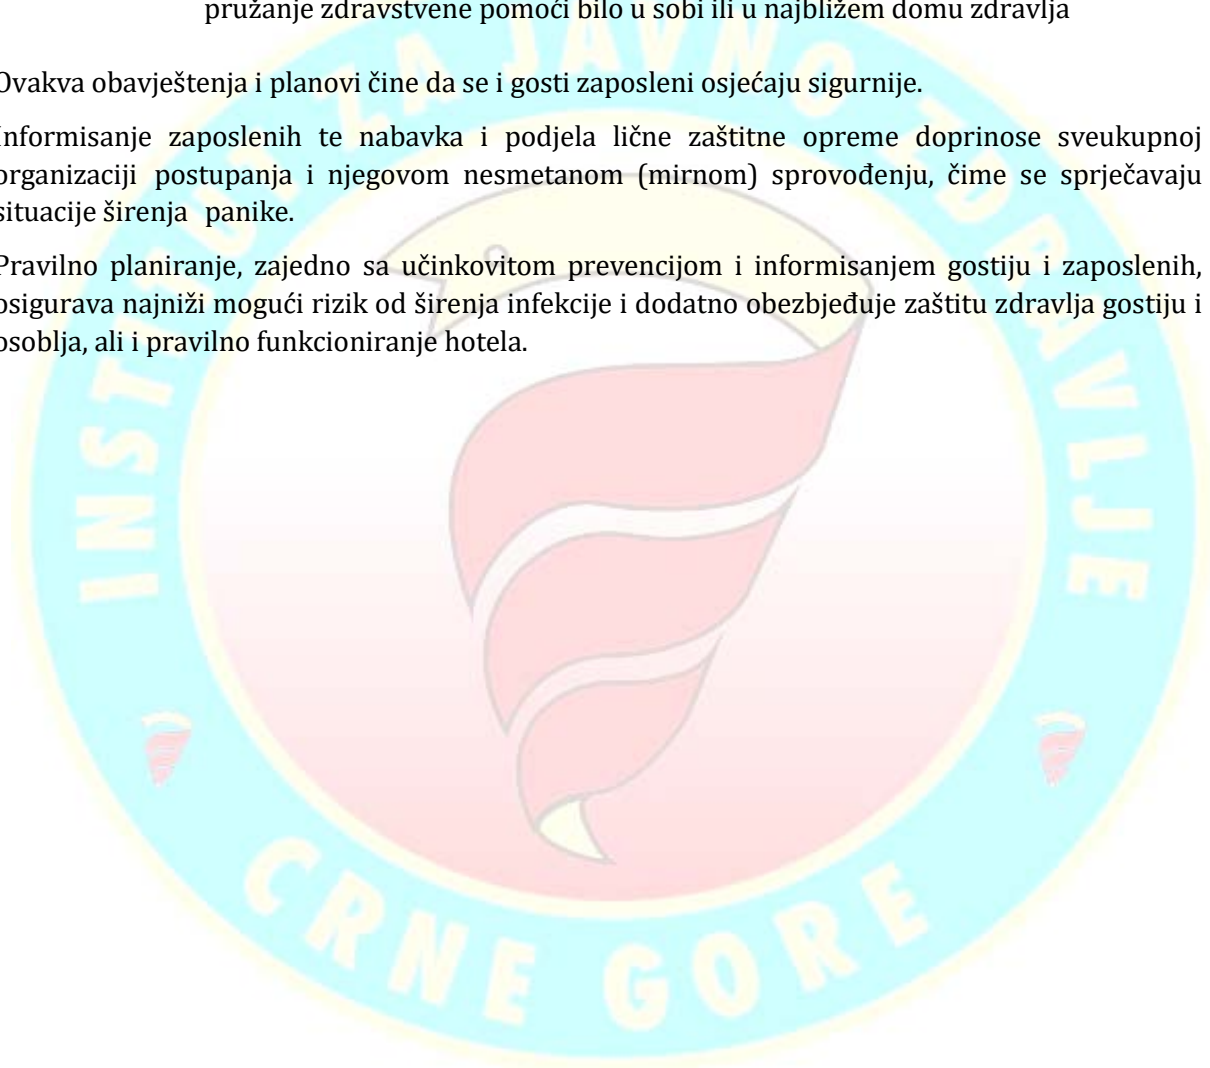 pružanje zdravstvene pomoći bilo u sobi ili u najbližem domu zdravlja
Ovakva obavještenja i planovi čine da se i gosti zaposleni osjećaju sigurnije.
Informisanje zaposlenih te nabavka i podjela lične zaštitne opreme doprinose sveukupnoj
organizaciji postupanja i njegovom nesmetanom (mirnom) sprovođenju, čime se sprječavaju
situacije širenja panike.
Pravilno planiranje, zajedno sa učinkovitom prevencijom i informisanjem gostiju i zaposlenih,
osigurava najniži mogući rizik od širenja infekcije i dodatno obezbjeđuje zaštitu zdravlja gostiju i
osoblja, ali i pravilno funkcioniranje hotela.
INSTITUT ZA JAVNO ZDRAVLJE
CRNE GORE